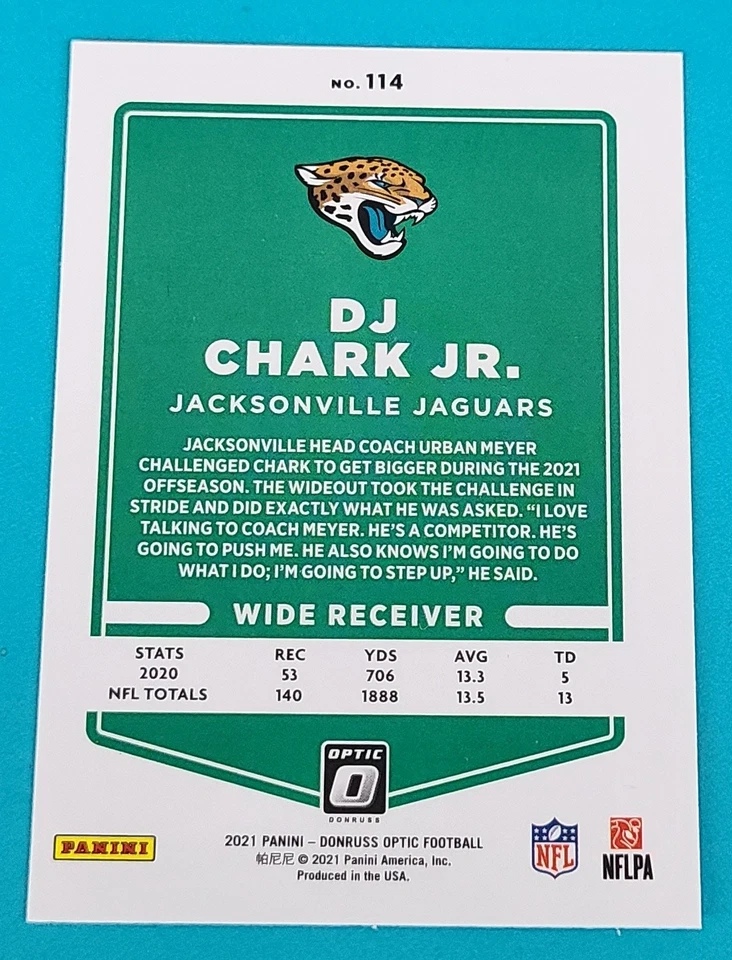 NO. 114
DJ
CHARK JR.
JACKSONVILLE JAGUARS
JACKSONVILLE HEAD COACH URBAN MEYER
CHALLENGED CHARK TO GET BIGGER DURING THE 2021
OFFSEASON. THE WIDEOUT TOOK THE CHALLENGE IN
STRIDE AND DID EXACTLY WHAT HE WAS ASKED. “I LOVE
TALKING TO COACH MEYER. HE’S A COMPETITOR. HE’S
GOING TO PUSH ME. HE ALSO KNOWS I’M GOING TO DO
WHAT I DO; I’M GOING TO STEP UP,” HE SAID.
WIDE RECEIVER
STATS REC YDS AVG TD
2020 53 706 13.3 5
NFL TOTALS 140 1888 13.5 13
OPTIC
O
DONRUSS
PANINI
2021 PANINI – DONRUSS OPTIC FOOTBALL
帕尼尼 © 2021 Panini America, Inc.
Produced in the USA.
NFL
NFLPA